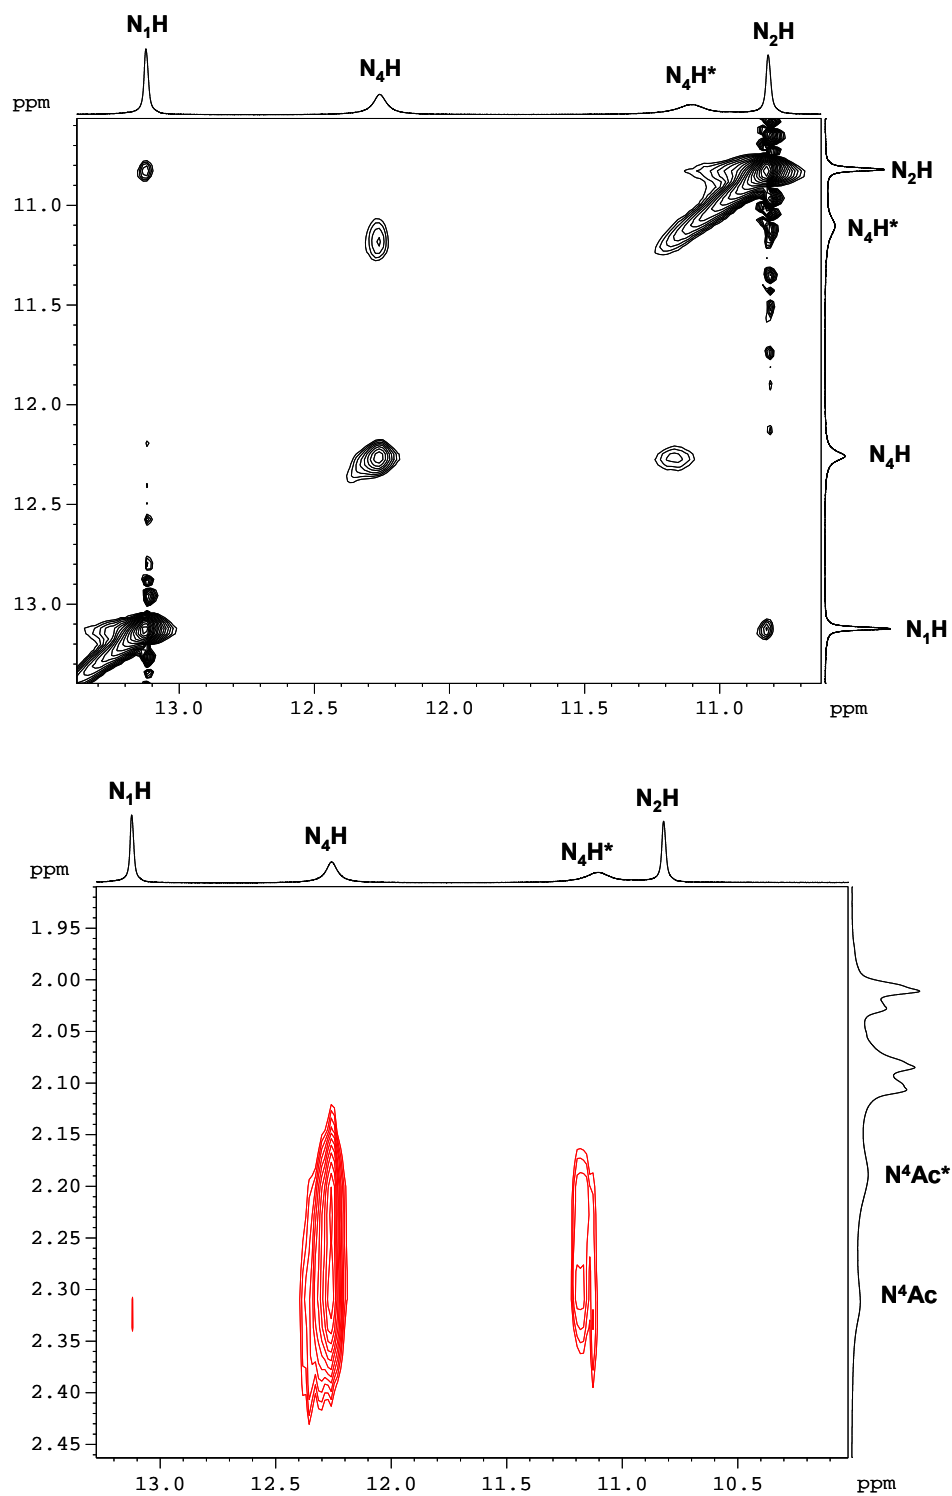 N₁H
N₂H
N₄H
N₄H*
ppm
N₂H
11.0
N₄H*
11.5
12.0
N₄H
12.5
13.0
N₁H
13.0 12.5 12.0 11.5 11.0 ppm
N₁H
N₂H
N₄H
N₄H*
ppm
1.95
2.00
2.05
2.10
2.15
N⁴Ac*
2.20
2.25
2.30
N⁴Ac
2.35
2.40
2.45
13.0 12.5 12.0 11.5 11.0 10.5 ppm